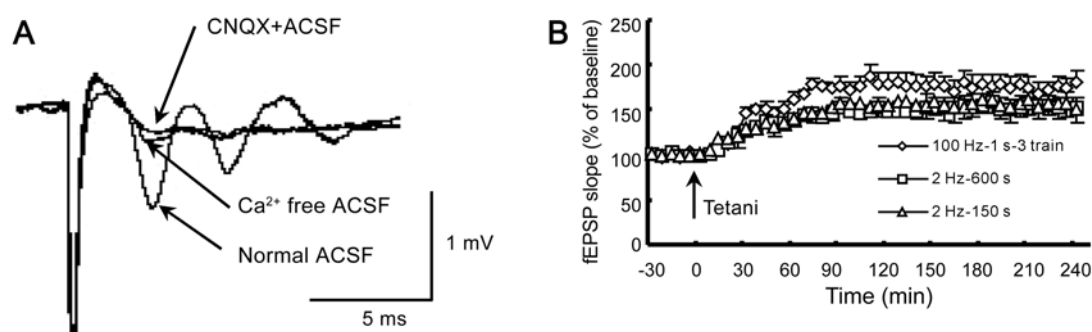 A
CNQX+ACSF
Ca²⁺ free ACSF
Normal ACSF
1 mV
5 ms
B
fEPSP slope (% of baseline)
250
200
150
100
50
0
Tetani
100 Hz-1 s-3 train
2 Hz-600 s
2 Hz-150 s
-30 0 30 60 90 120 150 180 210 240
Time (min)